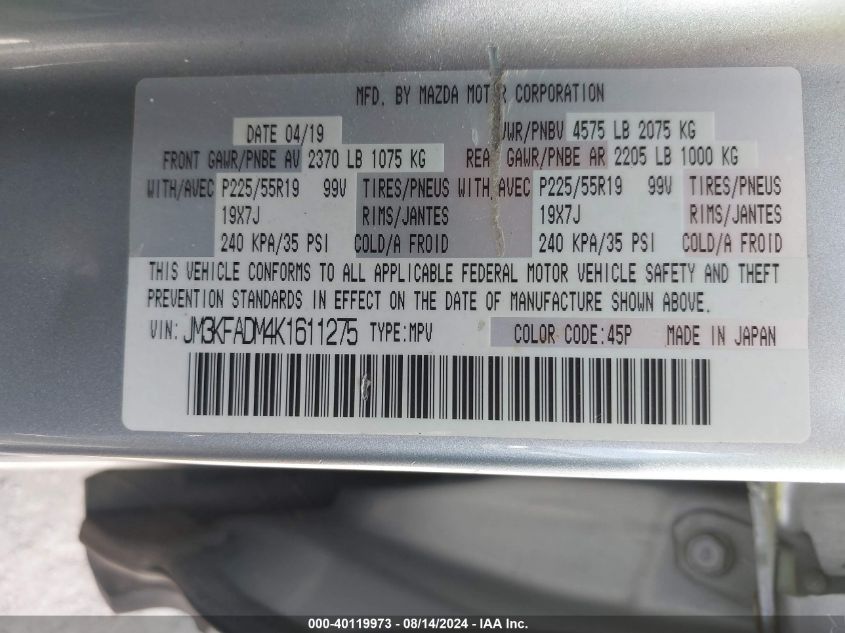 MFD. BY MAZDA MOTOR CORPORATION
DATE 04/19 VWR/PNBV 4575 LB 2075 KG
FRONT GAWR/PNBE AV 2370 LB 1075 KG REAR GAWR/PNBE AR 2205 LB 1000 KG
WITH/AVEC P225/55R19 99V TIRES/PNEUS WITH/AVEC P225/55R19 99V TIRES/PNEUS
19X7J RIMS/JANTES 19X7J RIMS/JANTES
240 KPA/35 PSI COLD/A FROID 240 KPA/35 PSI COLD/A FROID
THIS VEHICLE CONFORMS TO ALL APPLICABLE FEDERAL MOTOR VEHICLE SAFETY AND THEFT
PREVENTION STANDARDS IN EFFECT ON THE DATE OF MANUFACTURE SHOWN ABOVE.
VIN: JM3KFADM4K1611275 TYPE:MPV COLOR CODE:45P MADE IN JAPAN
000-40119973 - 08/14/2024 - IAA Inc.